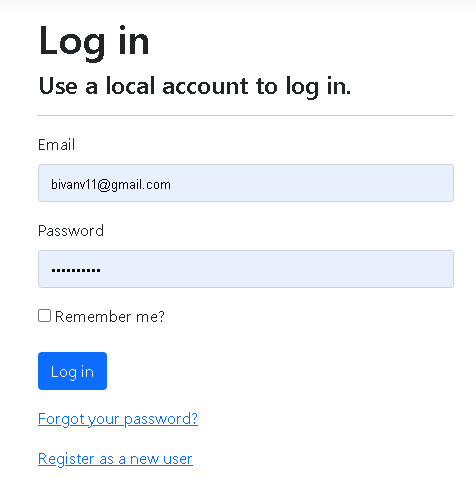 Log in
Use a local account to log in.
Email
bivanv11@gmail.com
Password
••••••••••
Remember me?
Log in
Forgot your password?
Register as a new user